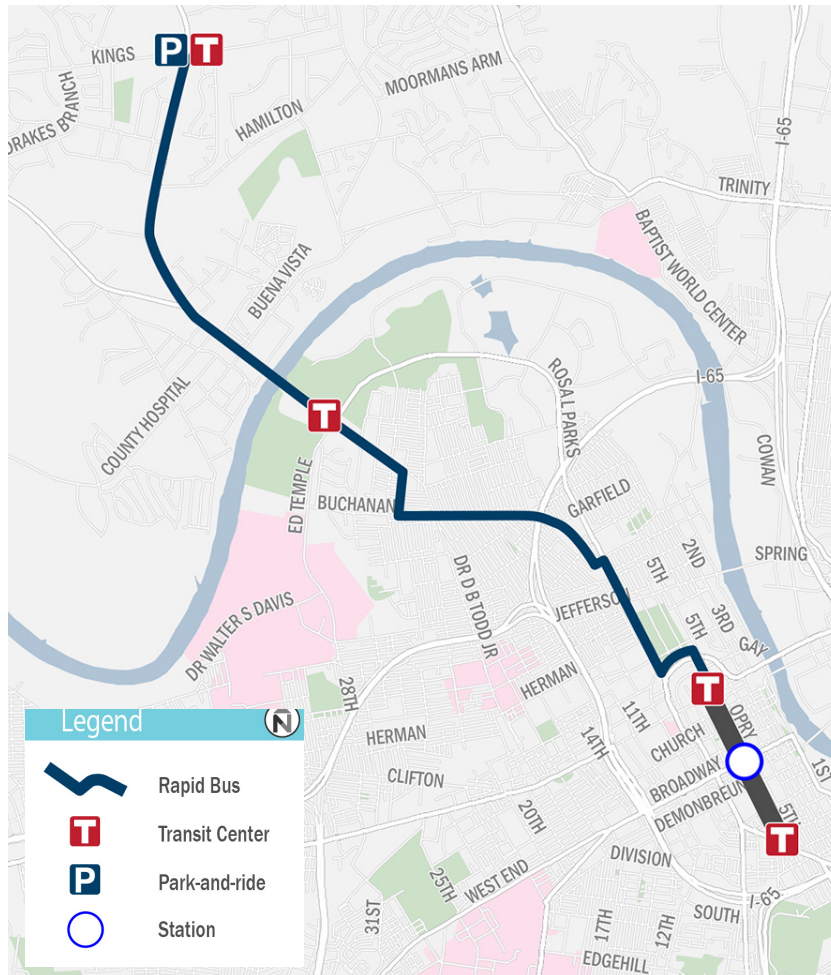 KINGS
P
T
MOORMANS ARM
DRAKES BRANCH
HAMILTON
I-65
TRINITY
BAPTIST WORLD CENTER
BUENA VISTA
I-65
ROSA L PARKS
COUNTY HOSPITAL
T
COWAN
ED TEMPLE
BUCHANAN
GARFIELD
2ND
5TH
SPRING
DR D B TODD JR
JEFFERSON
DR WALTER S DAVIS
3RD
5TH
GAY
28TH
HERMAN
T
11TH
OPRY
HERMAN
14TH
CHURCH
BROADWAY
1ST
CLIFTON
DEMONBREUN
20TH
5TH
T
DIVISION
WEST END
25TH
I-65
31ST
SOUTH
17TH
12TH
EDGEHILL
Legend
N
Rapid Bus
T
Transit Center
P
Park-and-ride
Station